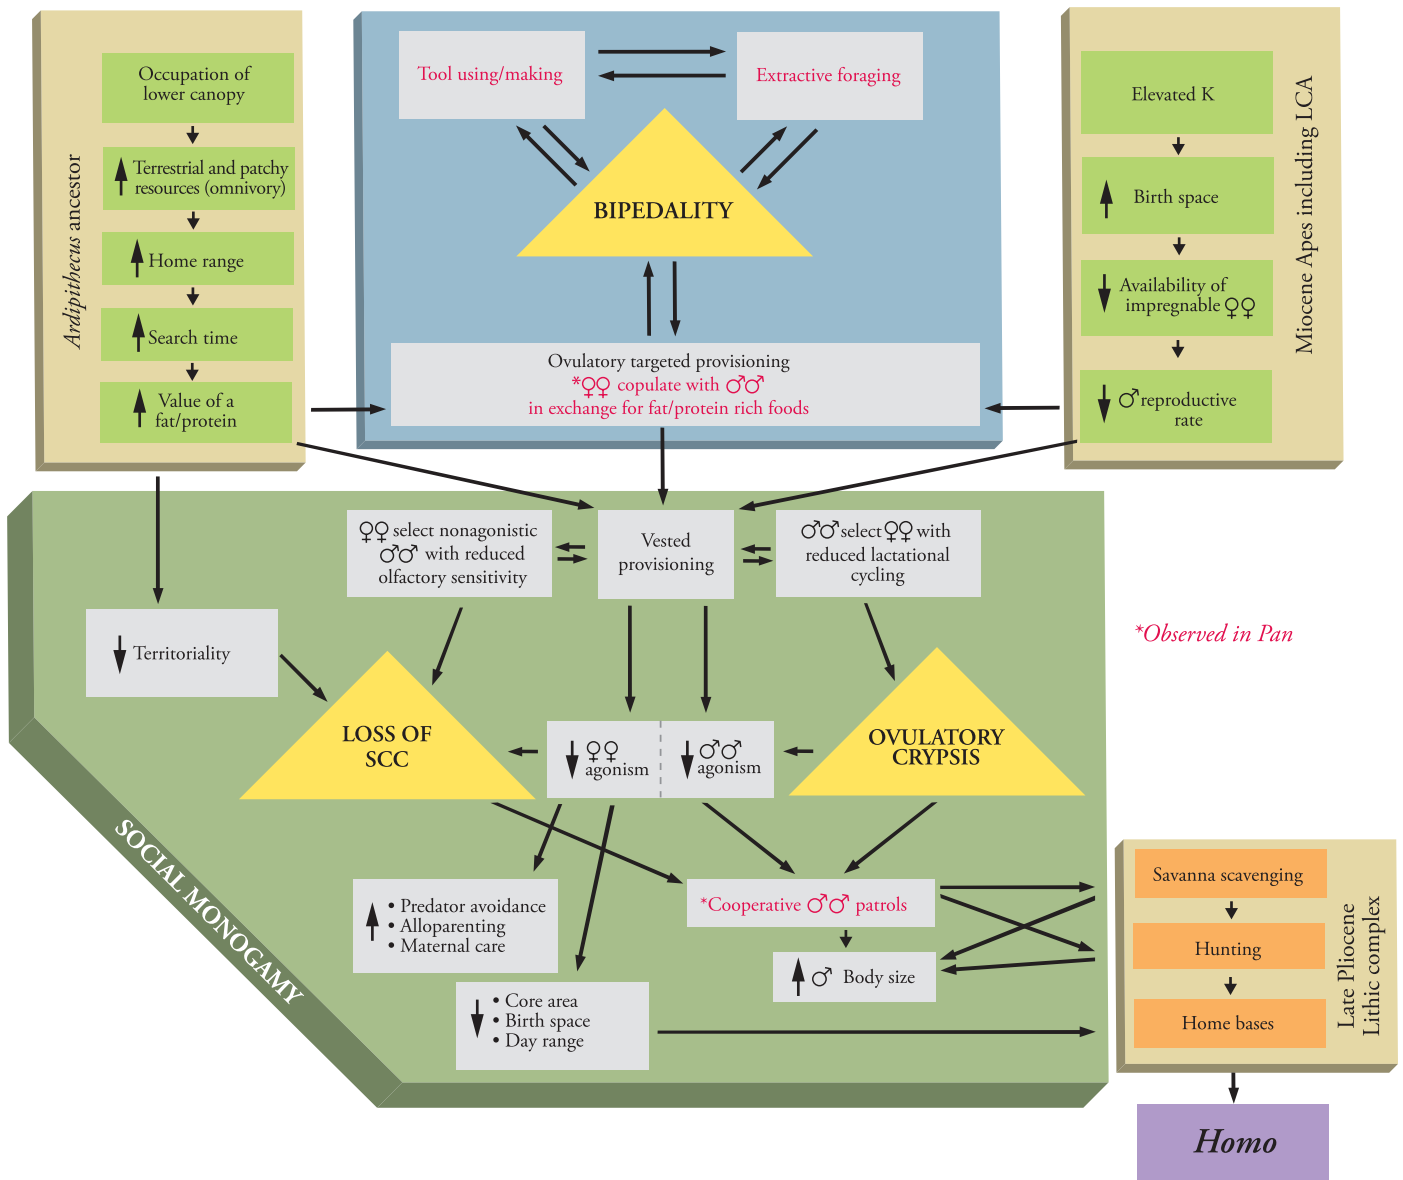 Ardipithecus ancestor
Occupation of
lower canopy
Terrestrial and patchy
resources (omnivory)
Home range
Search time
Value of a
fat/protein
Tool using/making
Extractive foraging
BIPEDALITY
Ovulatory targeted provisioning
*♀♀ copulate with ♂♂
in exchange for fat/protein rich foods
Elevated K
Birth space
Availability of
impregnable ♀♀
♂ reproductive
rate
Miocene Apes including LCA
♀♀ select nonagonistic
♂♂ with reduced
olfactory sensitivity
Vested
provisioning
♂♂ select ♀♀ with
reduced lactational
cycling
*Observed in Pan
Territoriality
LOSS OF
SCC
♀♀
agonism
♂♂
agonism
OVULATORY
CRYPSIS
SOCIAL MONOGAMY
• Predator avoidance
• Alloparenting
• Maternal care
*Cooperative ♂♂ patrols
♂ Body size
• Core area
• Birth space
• Day range
Savanna scavenging
Hunting
Home bases
Late Pliocene
Lithic complex
Homo